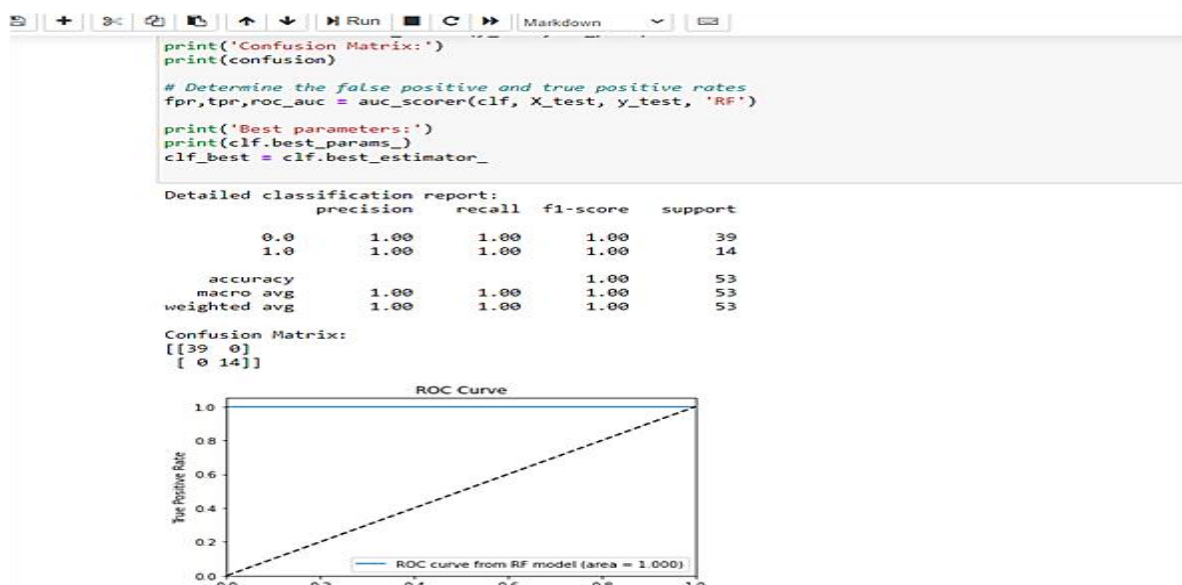 Run Markdown
print('Confusion Matrix:')
print(confusion)
# Determine the false positive and true positive rates
fpr,tpr,roc_auc = auc_scorer(clf, X_test, y_test, 'RF')
print('Best parameters:')
print(clf.best_params_)
clf_best = clf.best_estimator_
Detailed classification report:
precision recall f1-score support
0.0 1.00 1.00 1.00 39
1.0 1.00 1.00 1.00 14
accuracy 1.00 53
macro avg 1.00 1.00 1.00 53
weighted avg 1.00 1.00 1.00 53
Confusion Matrix:
[[39 0]
[ 0 14]]
ROC Curve
1.0
0.8
0.6
0.4
0.2
0.0
True Positive Rate
ROC curve from RF model (area = 1.000)